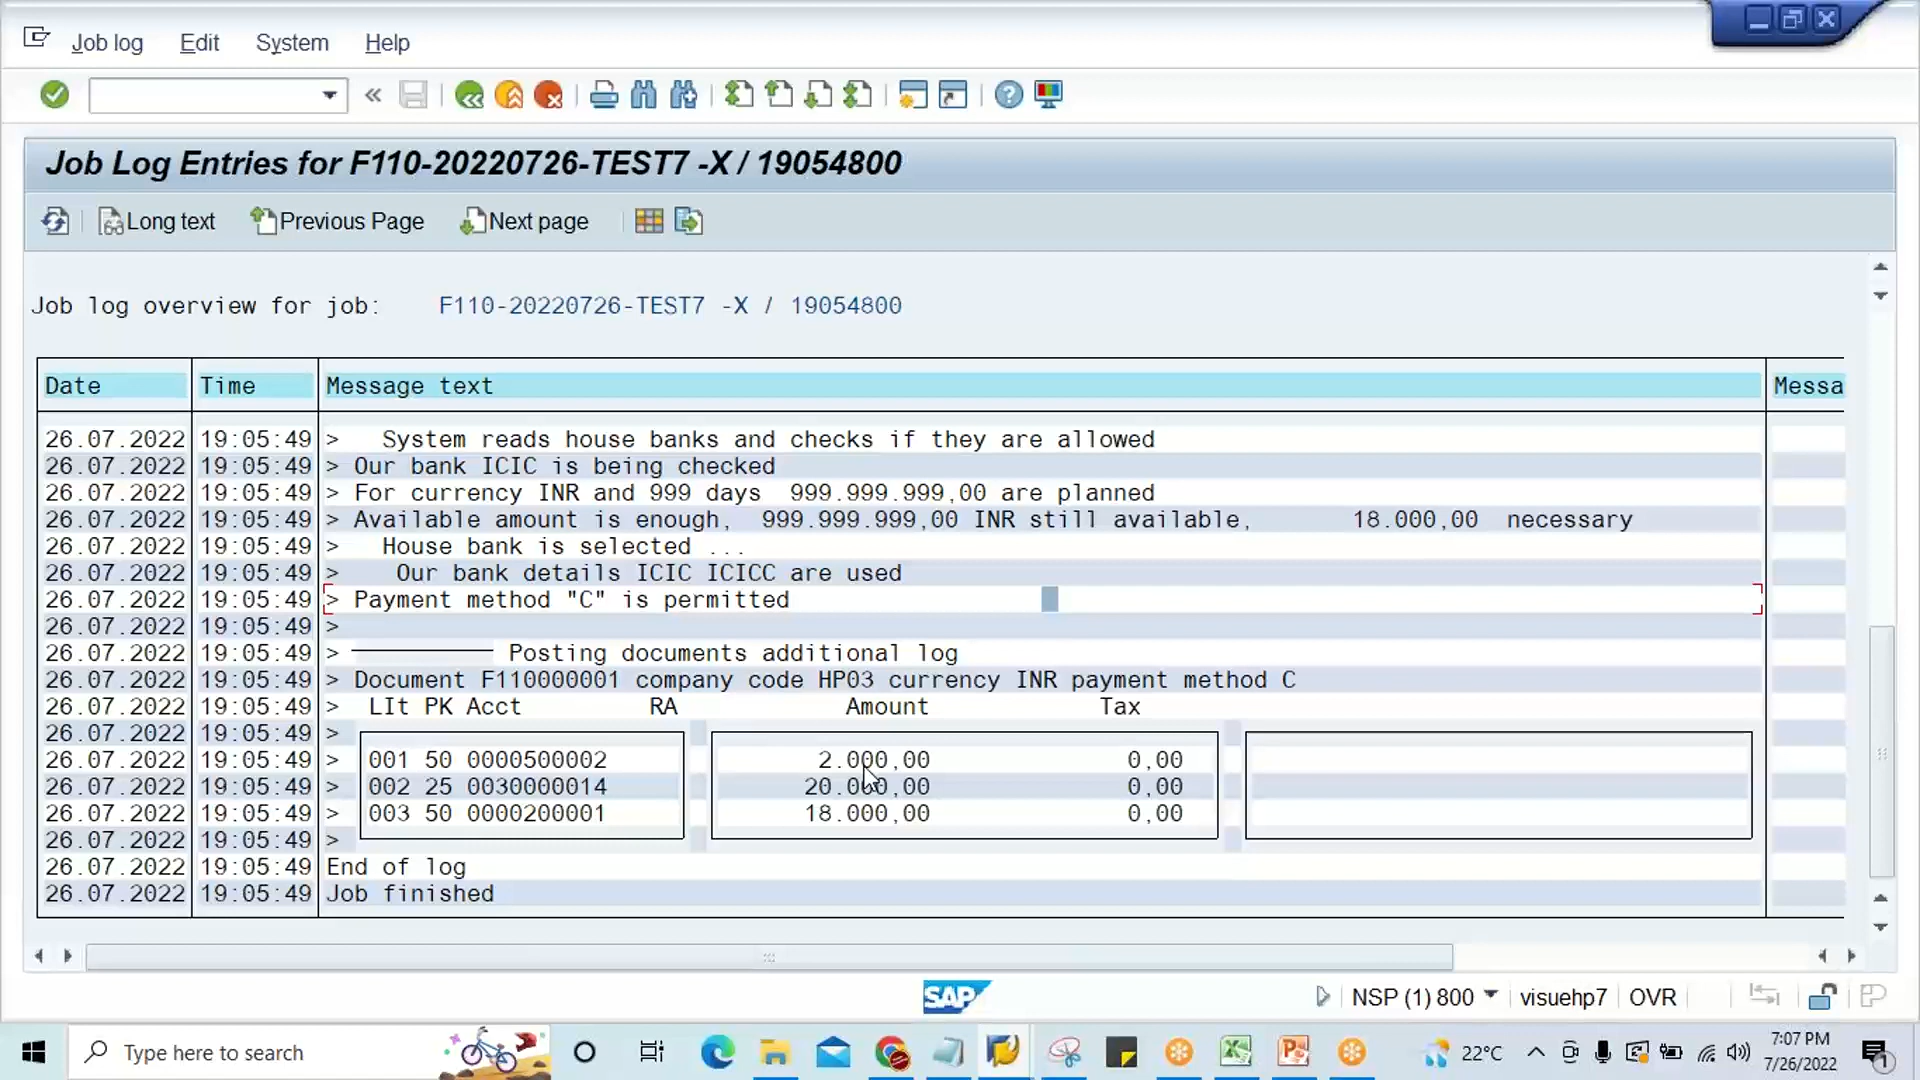 Job log Edit System Help
Job Log Entries for F110-20220726-TEST7 -X / 19054800
Long text Previous Page Next page
Job log overview for job: F110-20220726-TEST7 -X / 19054800
Date Time Message text Messa
26.07.2022 19:05:49 > System reads house banks and checks if they are allowed
26.07.2022 19:05:49 > Our bank ICIC is being checked
26.07.2022 19:05:49 > For currency INR and 999 days 999.999.999,00 are planned
26.07.2022 19:05:49 > Available amount is enough, 999.999.999,00 INR still available, 18.000,00 necessary
26.07.2022 19:05:49 > House bank is selected ...
26.07.2022 19:05:49 > Our bank details ICIC ICICC are used
26.07.2022 19:05:49 > Payment method "C" is permitted
26.07.2022 19:05:49 >
26.07.2022 19:05:49 > Posting documents additional log
26.07.2022 19:05:49 > Document F110000001 company code HP03 currency INR payment method C
26.07.2022 19:05:49 > LIt PK Acct RA Amount Tax
26.07.2022 19:05:49 >
26.07.2022 19:05:49 > 001 50 0000500002 2.000,00 0,00
26.07.2022 19:05:49 > 002 25 0030000014 20.000,00 0,00
26.07.2022 19:05:49 > 003 50 0000200001 18.000,00 0,00
26.07.2022 19:05:49 >
26.07.2022 19:05:49 End of log
26.07.2022 19:05:49 Job finished
SAP NSP (1) 800 visuehp7 OVR
Type here to search 22°C 7:07 PM
7/26/2022 1